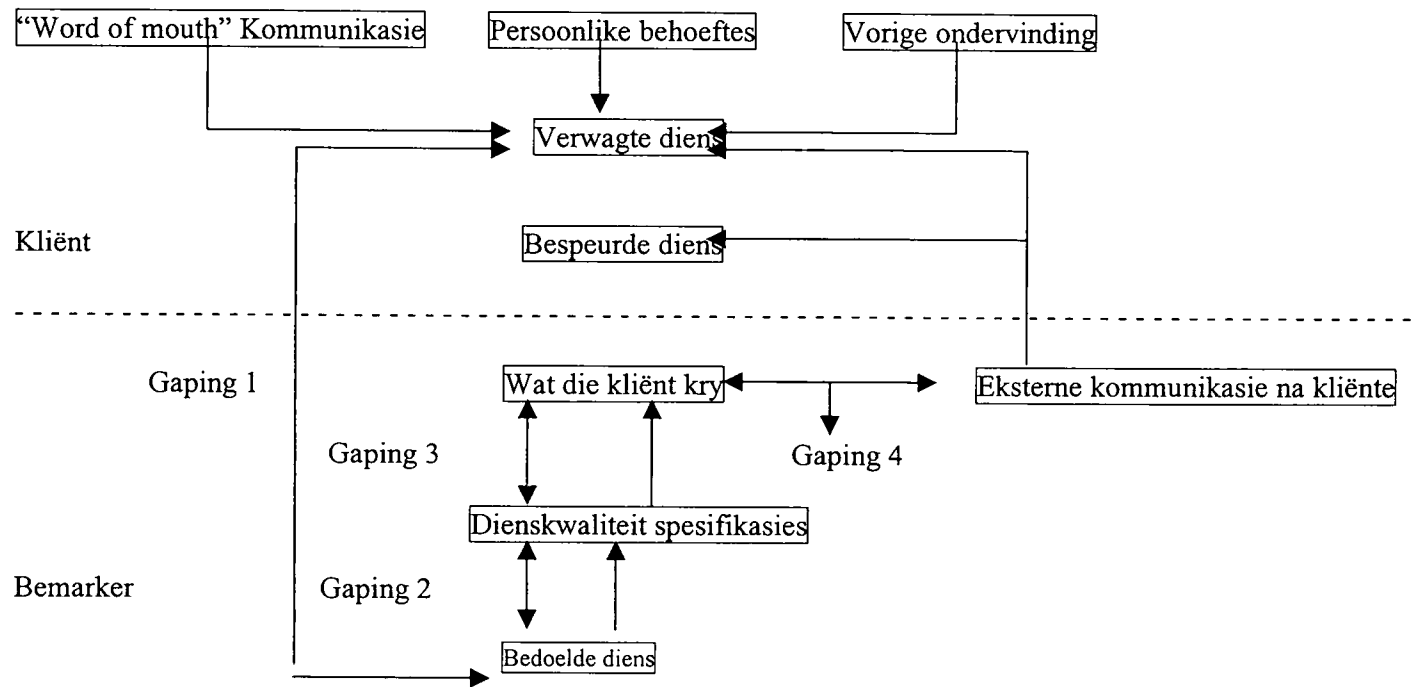 “Word of mouth” Kommunikasie Persoonlike behoeftes Vorige ondervinding
Verwagte diens
Kliënt
Bespeurde diens
Gaping 1
Wat die kliënt kry
Eksterne kommunikasie na kliënte
Gaping 3
Gaping 4
Dienskwaliteit spesifikasies
Bemarker
Gaping 2
Bedoelde diens